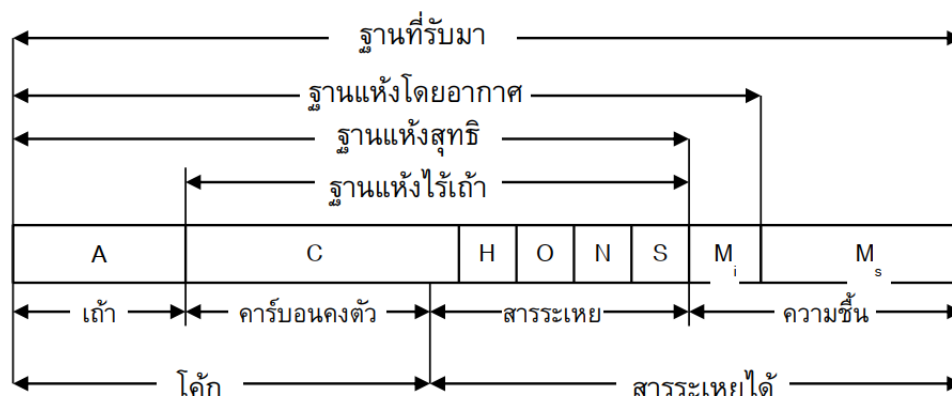 ฐานที่รับมา
ฐานแห้งโดยอากาศ
ฐานแห้งสุทธิ
ฐานแห้งไร้เถ้า
A C H O N S Mi Ms
เถ้า คาร์บอนคงตัว สารระเหย ความชื้น
โค้ก สารระเหยได้